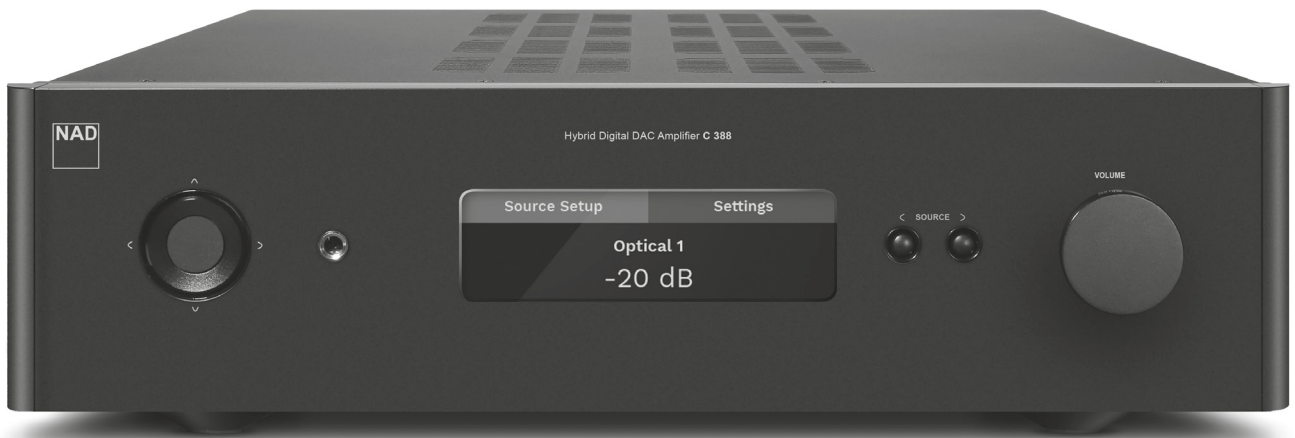 NAD
Hybrid Digital DAC Amplifier C 388
VOLUME
Source Setup Settings
< SOURCE >
Optical 1
-20 dB